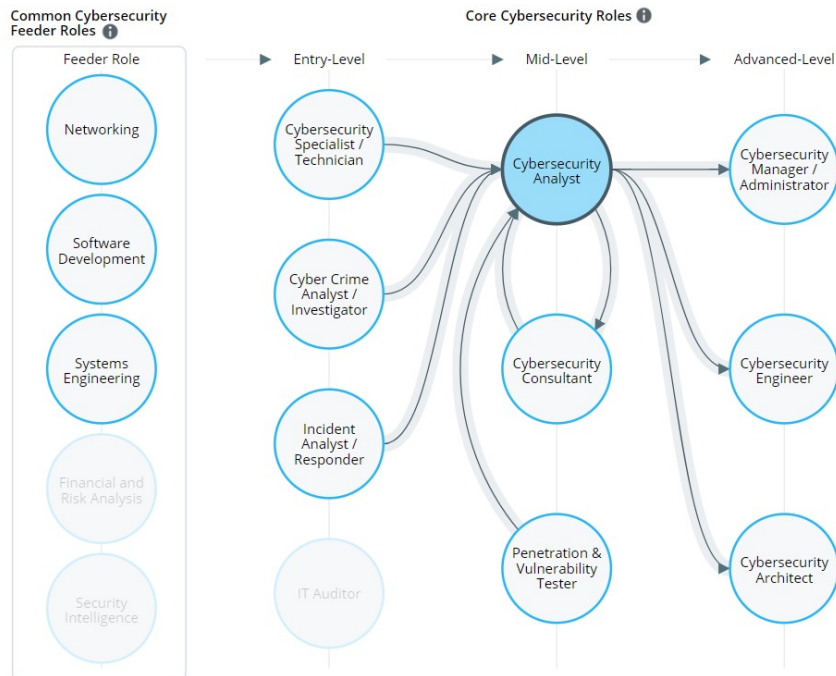 Common Cybersecurity
Feeder Roles
Core Cybersecurity Roles
Feeder Role
Entry-Level
Mid-Level
Advanced-Level
Networking
Software
Development
Systems
Engineering
Financial and
Risk Analysis
Security
Intelligence
Cybersecurity
Specialist /
Technician
Cyber Crime
Analyst /
Investigator
Incident
Analyst /
Responder
IT Auditor
Cybersecurity
Analyst
Cybersecurity
Consultant
Penetration &
Vulnerability
Tester
Cybersecurity
Manager /
Administrator
Cybersecurity
Engineer
Cybersecurity
Architect